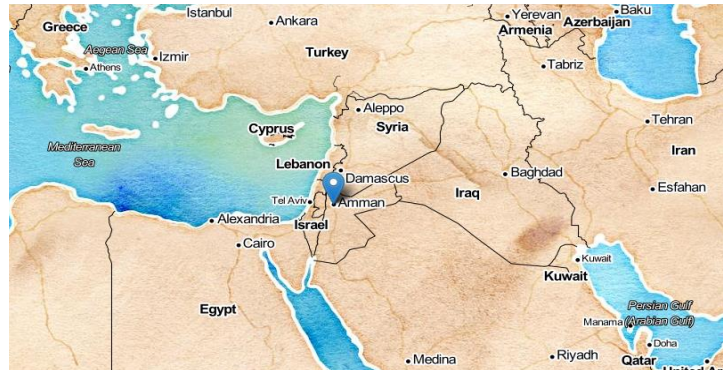 Istanbul
Ankara
Yerevan
Baku
Greece
Armenia
Azerbaijan
Aegean Sea
Izmir
Turkey
Athens
Tabriz
Aleppo
Cyprus
Syria
Tehran
Mediterranean
Sea
Lebanon
Iran
Damascus
Baghdad
Iraq
Esfahan
Tel Aviv
Amman
Alexandria
Israel
Cairo
Kuwait
Kuwait
Egypt
Persian Gulf
(Arabian Gulf)
Manama
Doha
Medina
Riyadh
Qatar